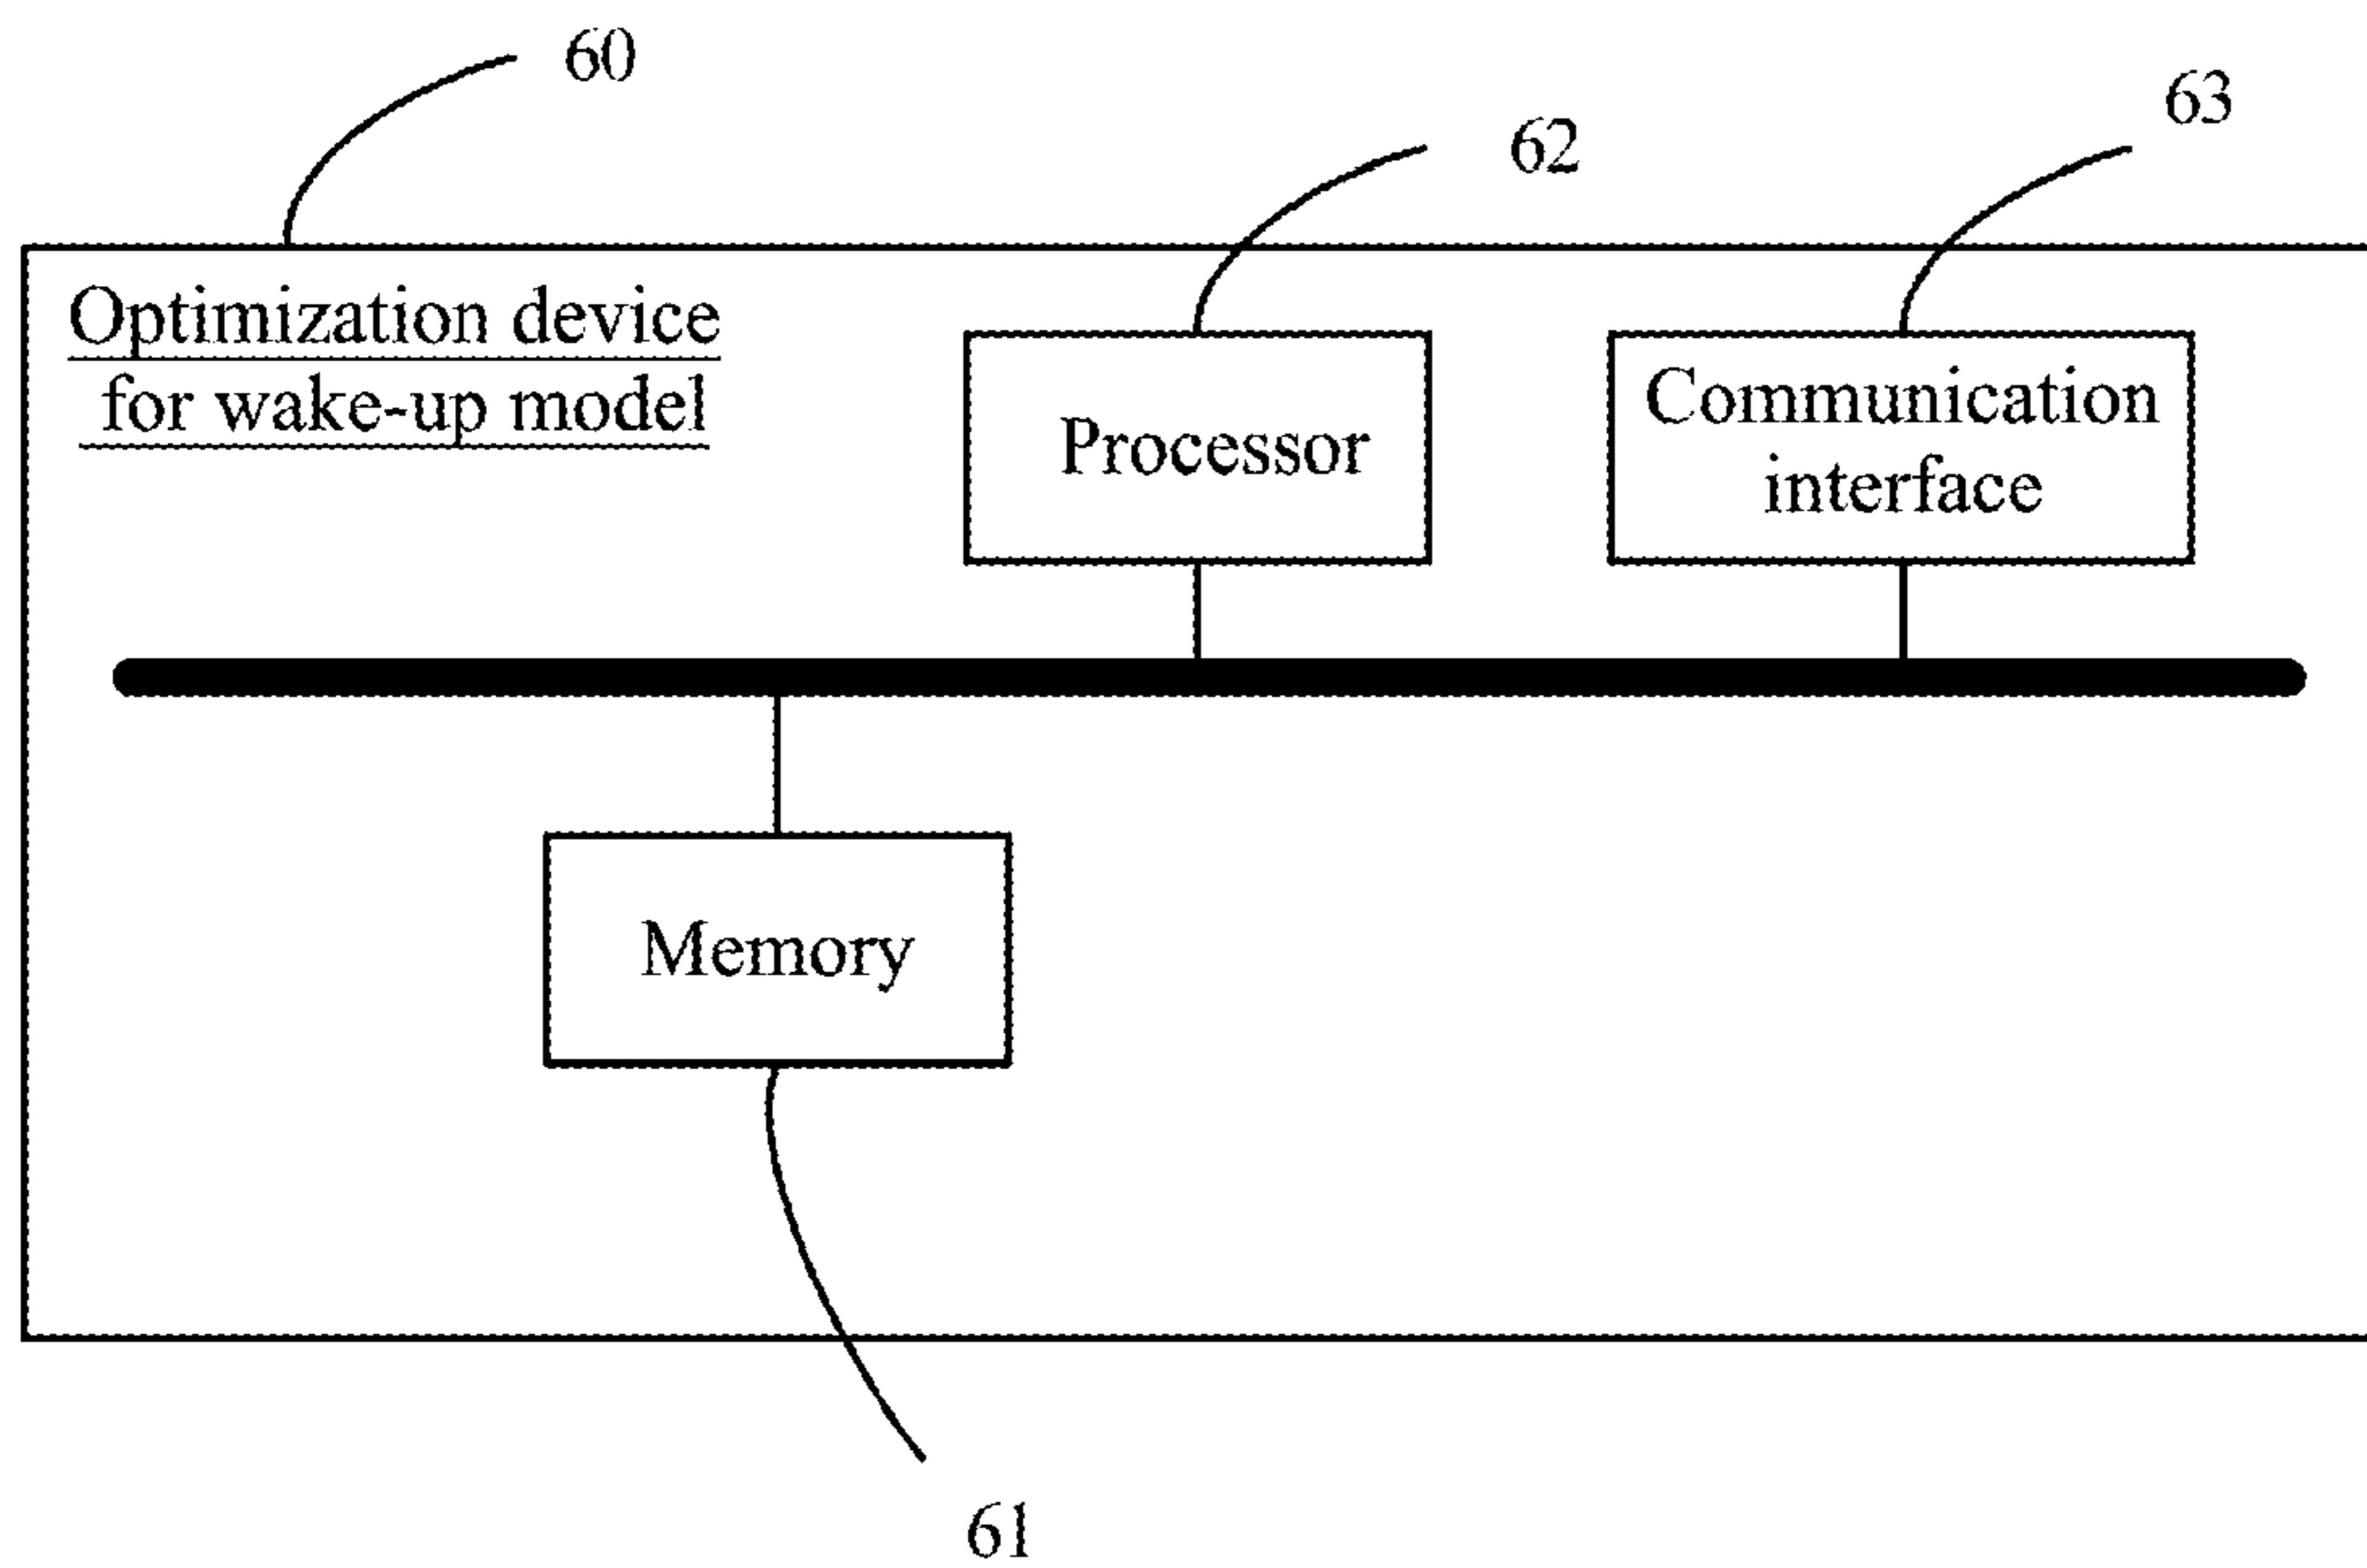 60
62
63
Optimization device
for wake-up model
Processor
Communication
interface
Memory
61